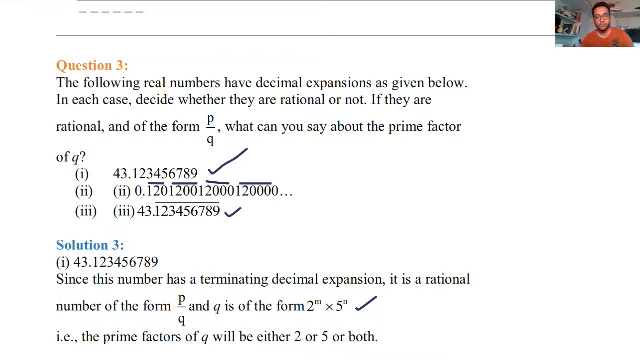 Question 3:
The following real numbers have decimal expansions as given below.
In each case, decide whether they are rational or not. If they are
rational, and of the form p/q, what can you say about the prime factor
of q?
(i) 43.123456789
(ii) (ii) 0.120120012000120000...
(iii) (iii) 43.123456789
Solution 3:
(i) 43.123456789
Since this number has a terminating decimal expansion, it is a rational
number of the form p/q and q is of the form 2ᵐ × 5ⁿ
i.e., the prime factors of q will be either 2 or 5 or both.